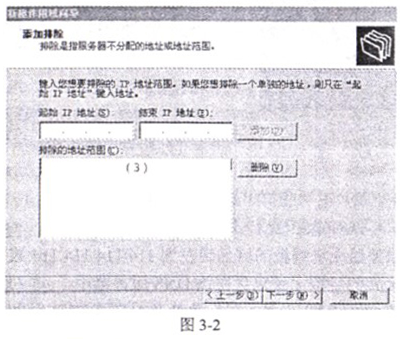 新建作用域向导
添加排除
排除是指服务器不分配的地址或地址范围。
键入您想要排除的 IP 地址范围。如果您想排除一个单独的地址，则只在“起
始 IP 地址”键入地址。
起始 IP 地址(S): 结束 IP 地址(E):
添加(D)
排除的地址范围(C):
(3)
删除(V)
<上一步(B) 下一步(N)> 取消
图 3-2